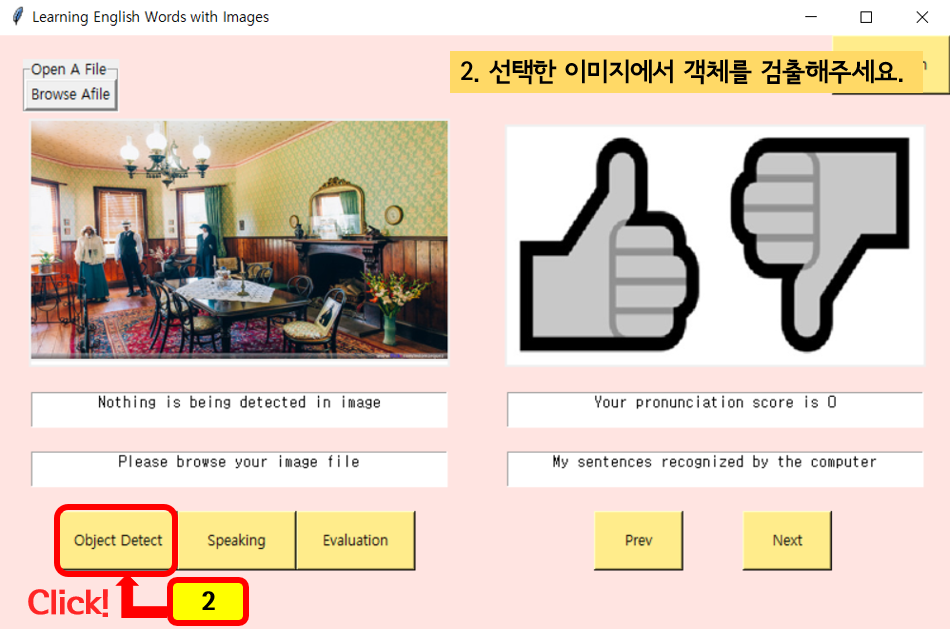 Learning English Words with Images
Open A File
Browse Afile
2. 선택한 이미지에서 객체를 검출해주세요.
Nothing is being detected in image
Your pronunciation score is 0
Please browse your image file
My sentences recognized by the computer
Object Detect
Speaking
Evaluation
Prev
Next
Click!
2